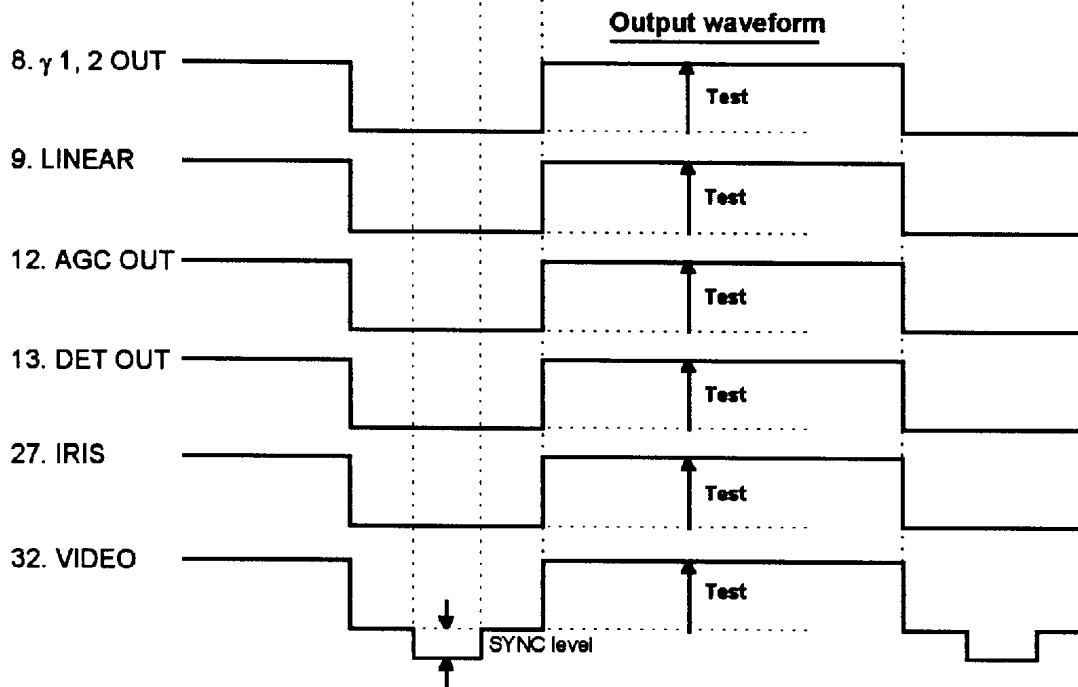 Output waveform
8. γ 1, 2 OUT
Test
9. LINEAR
Test
12. AGC OUT
Test
13. DET OUT
Test
27. IRIS
Test
32. VIDEO
Test
SYNC level